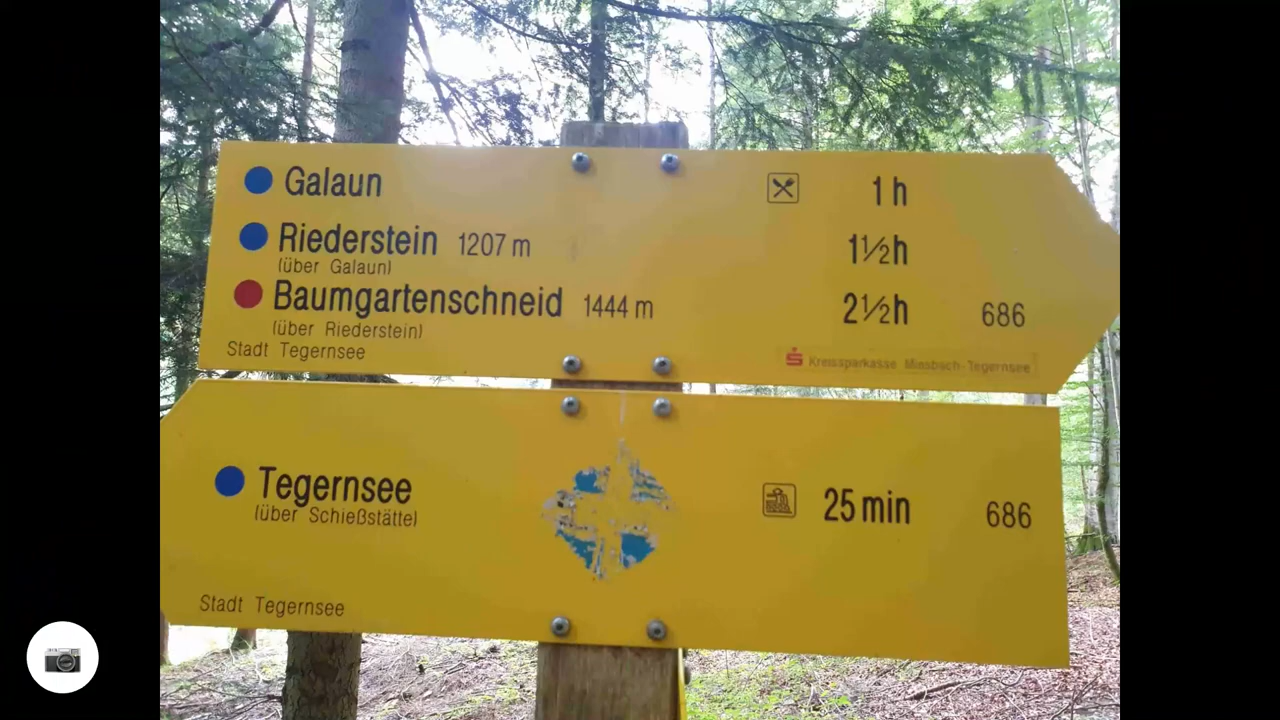 Galaun 1 h
Riederstein 1207 m 1½h
(über Galaun)
Baumgartenschneid 1444 m 2½h 686
(über Riederstein)
Stadt Tegernsee
Kreissparkasse Miesbach-Tegernsee
Tegernsee 25 min 686
(über Schießstätte)
Stadt Tegernsee